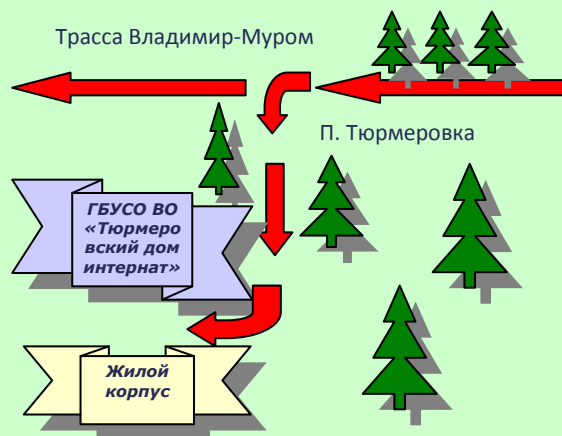 Трасса Владимир-Муром
П. Тюрмеровка
ГБУСО ВО
«Тюрмеро
вский дом
интернат»
Жилой
корпус